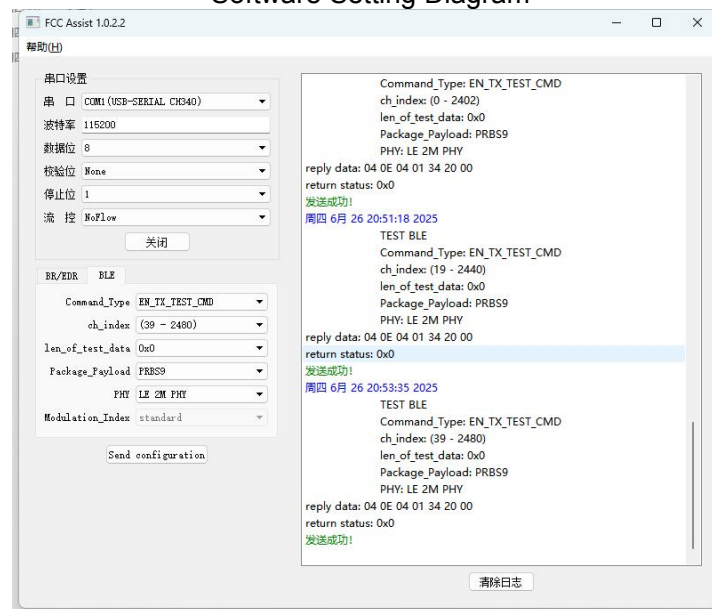 Software Setting Diagram
FCC Assist 1.0.2.2
帮助(H)
串口设置
串 口 COM1(USB-SERIAL CH340)
波特率 115200
数据位 8
校验位 None
停止位 1
流 控 NoFlow
关闭
BR/EDR BLE
Command_Type EN_TX_TEST_CMD
ch_index (39 - 2480)
len_of_test_data 0x0
Package_Payload PRBS9
PHY LE 2M PHY
Modulation_Index standard
Send configuration
Command_Type: EN_TX_TEST_CMD
ch_index: (0 - 2402)
len_of_test_data: 0x0
Package_Payload: PRBS9
PHY: LE 2M PHY
reply data: 04 0E 04 01 34 20 00
return status: 0x0
发送成功!
周四 6月 26 20:51:18 2025
TEST BLE
Command_Type: EN_TX_TEST_CMD
ch_index: (19 - 2440)
len_of_test_data: 0x0
Package_Payload: PRBS9
PHY: LE 2M PHY
reply data: 04 0E 04 01 34 20 00
return status: 0x0
发送成功!
周四 6月 26 20:53:35 2025
TEST BLE
Command_Type: EN_TX_TEST_CMD
ch_index: (39 - 2480)
len_of_test_data: 0x0
Package_Payload: PRBS9
PHY: LE 2M PHY
reply data: 04 0E 04 01 34 20 00
return status: 0x0
发送成功!
清除日志